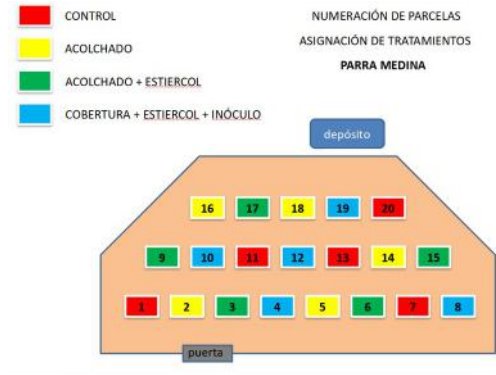 CONTROL
ACOLCHADO
ACOLCHADO + ESTIERCOL
COBERTURA + ESTIERCOL + INÓCULO
NUMERACIÓN DE PARCELAS
ASIGNACIÓN DE TRATAMIENTOS
PARRA MEDINA
depósito
16 17 18 19 20
9 10 11 12 13 14 15
1 2 3 4 5 6 7 8
puerta